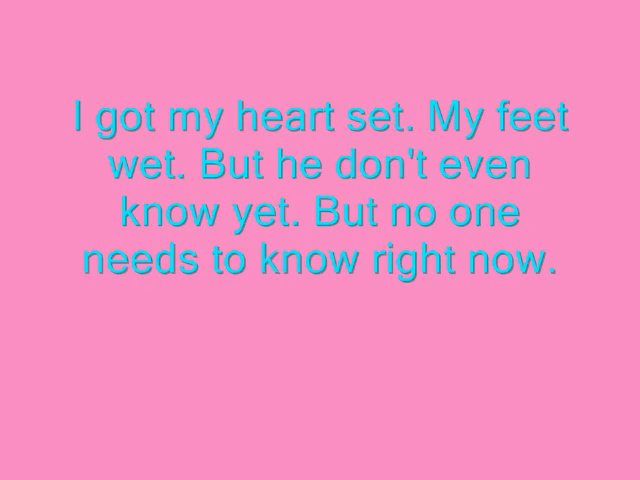 I got my heart set. My feet
wet. But he don't even
know yet. But no one
needs to know right now.